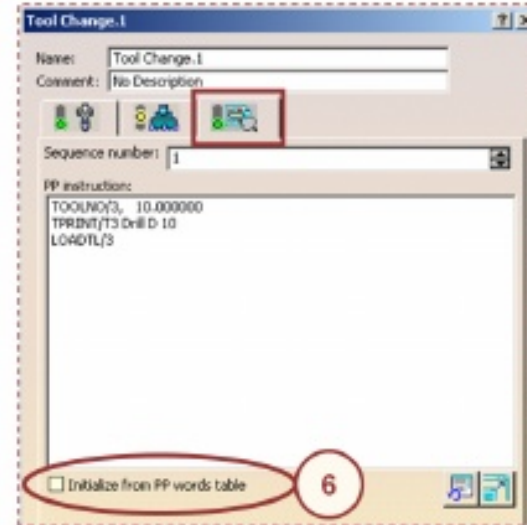 Tool Change.1
Name: Tool Change.1
Comment: No Description
Sequence number: 1
PP instruction:
TOOLNO/3, 10.000000
TPRINT/T3 Drill D 10
LOADTL/3
Initialize from PP words table
6